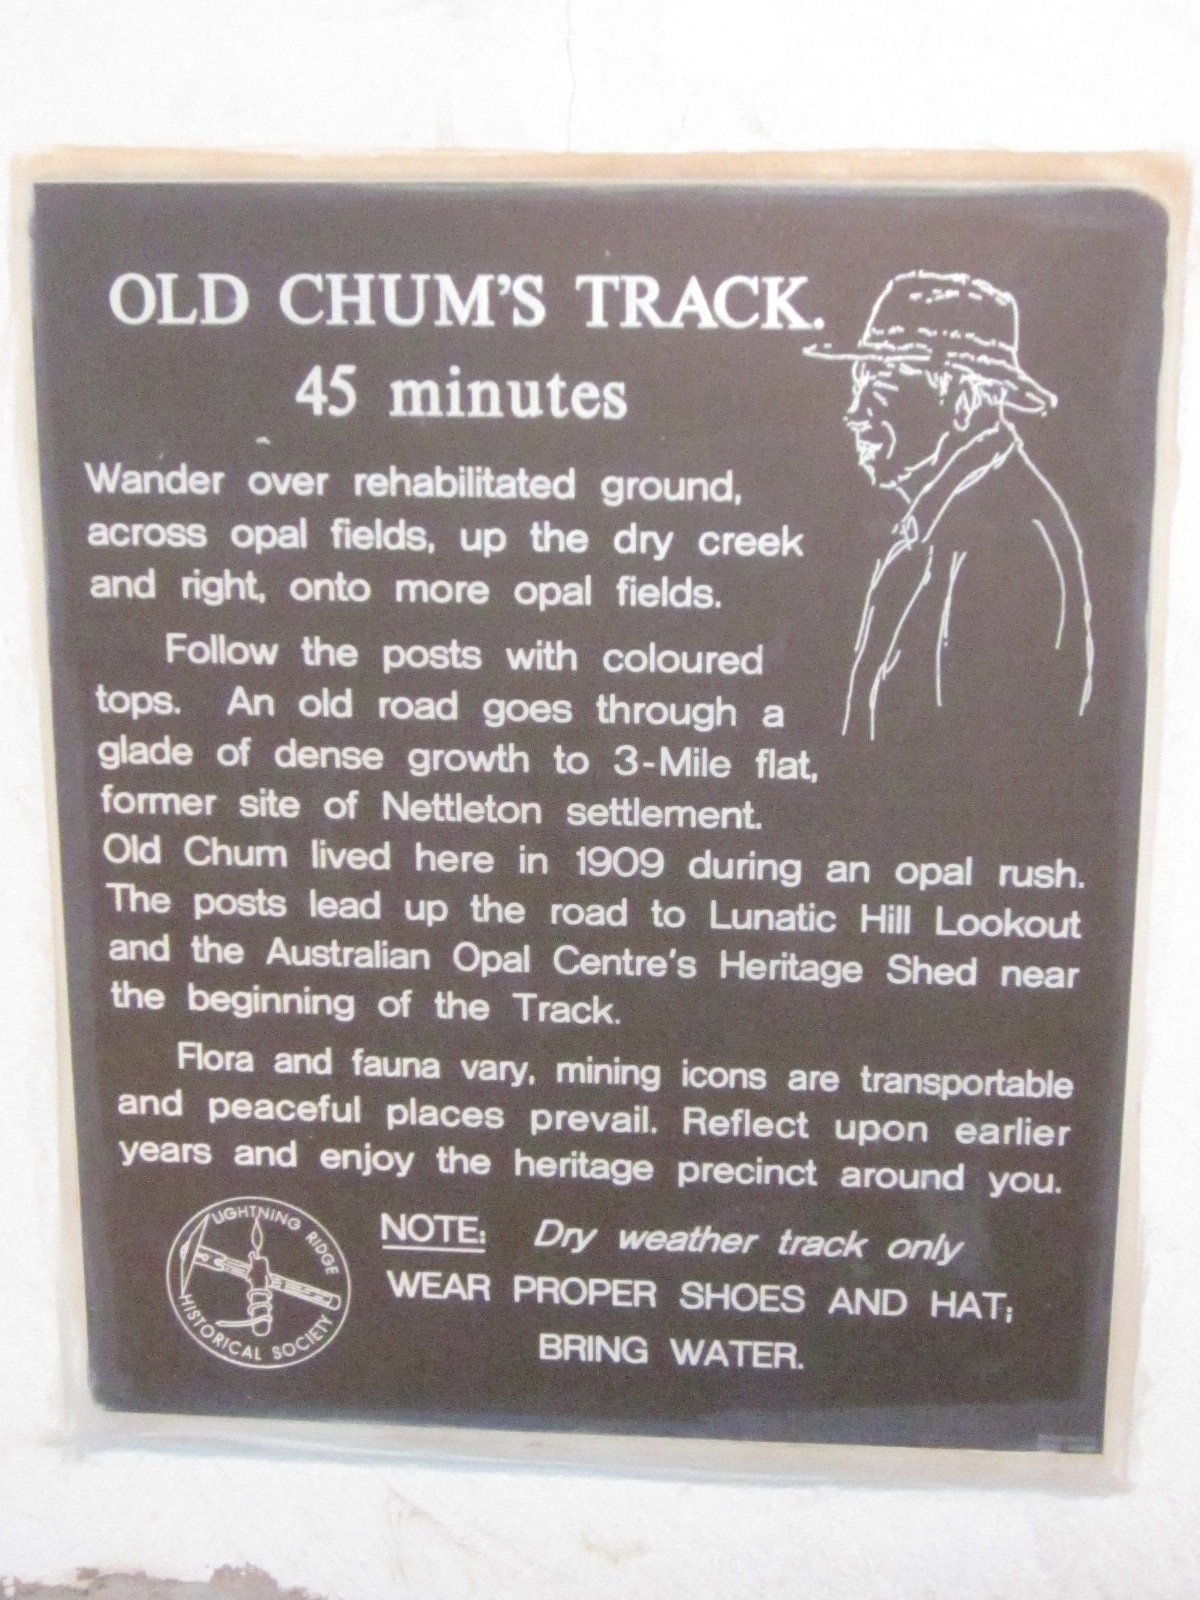 OLD CHUM'S TRACK.
45 minutes
Wander over rehabilitated ground,
across opal fields, up the dry creek
and right, onto more opal fields.
Follow the posts with coloured
tops. An old road goes through a
glade of dense growth to 3-Mile flat,
former site of Nettleton settlement.
Old Chum lived here in 1909 during an opal rush.
The posts lead up the road to Lunatic Hill Lookout
and the Australian Opal Centre's Heritage Shed near
the beginning of the Track.
Flora and fauna vary, mining icons are transportable
and peaceful places prevail. Reflect upon earlier
years and enjoy the heritage precinct around you.
LIGHTNING RIDGE
HISTORICAL SOCIETY
NOTE: Dry weather track only
WEAR PROPER SHOES AND HAT;
BRING WATER.